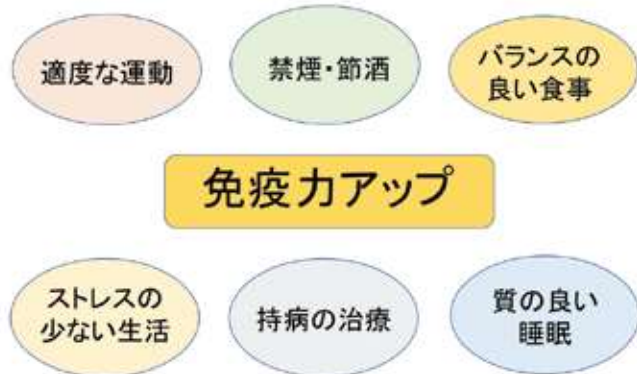 適度な運動
禁煙・節酒
バランスの
良い食事
免疫力アップ
ストレスの
少ない生活
持病の治療
質の良い
睡眠